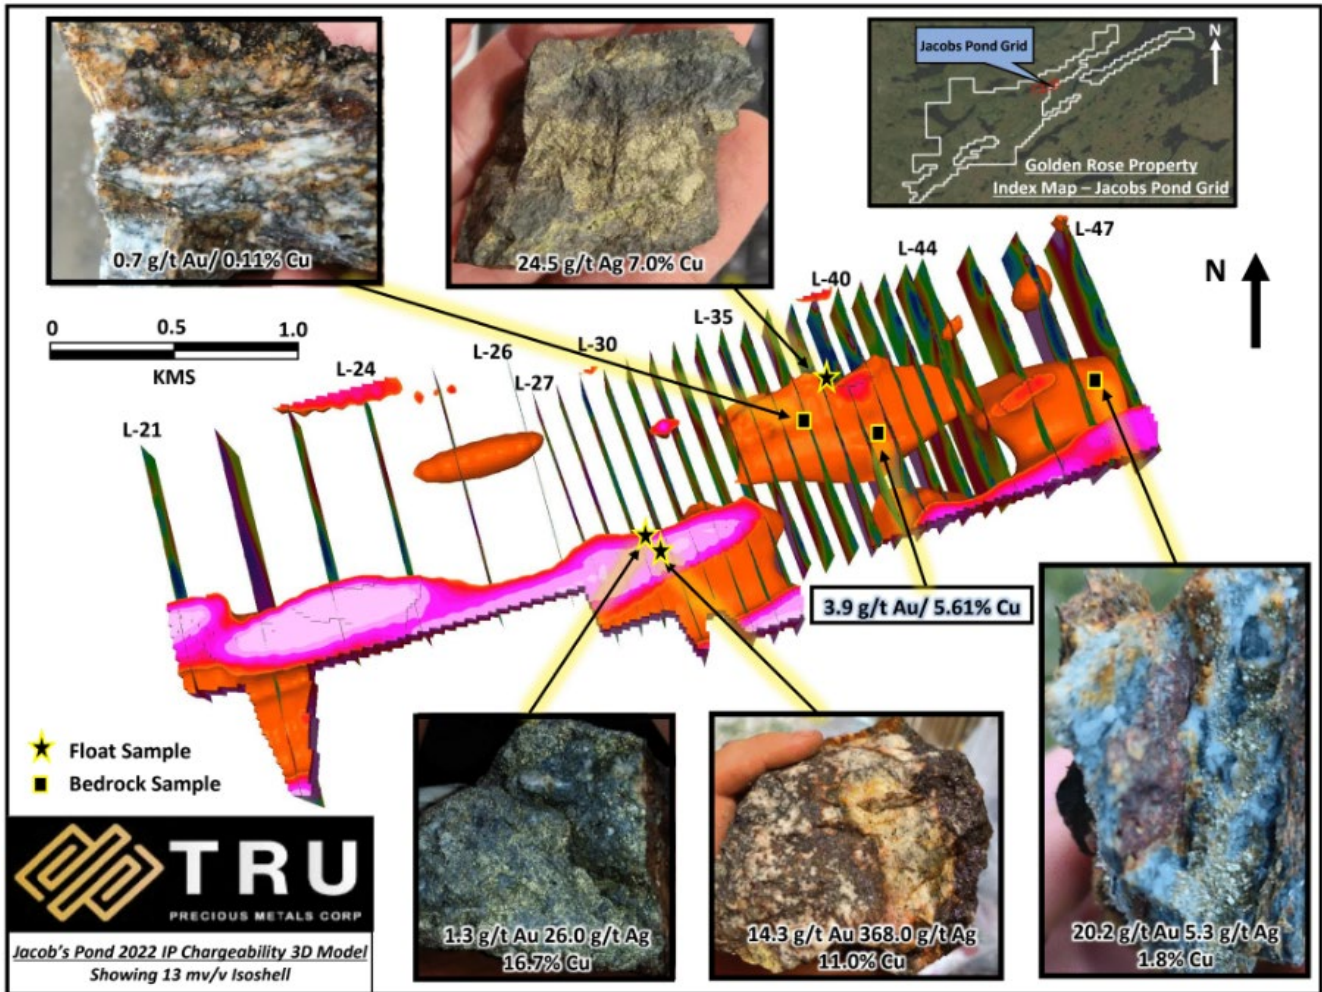 Jacobs Pond Grid
N
Golden Rose Property
Index Map – Jacobs Pond Grid
0.7 g/t Au/ 0.11% Cu
24.5 g/t Ag 7.0% Cu
L-47
L-44
L-40
N
0 0.5 1.0
KMS
L-35
L-30
L-26
L-24
L-27
L-21
3.9 g/t Au/ 5.61% Cu
Float Sample
Bedrock Sample
TRU
PRECIOUS METALS CORP
Jacob's Pond 2022 IP Chargeability 3D Model
Showing 13 mv/v Isoshell
1.3 g/t Au 26.0 g/t Ag
16.7% Cu
14.3 g/t Au 368.0 g/t Ag
11.0% Cu
20.2 g/t Au 5.3 g/t Ag
1.8% Cu